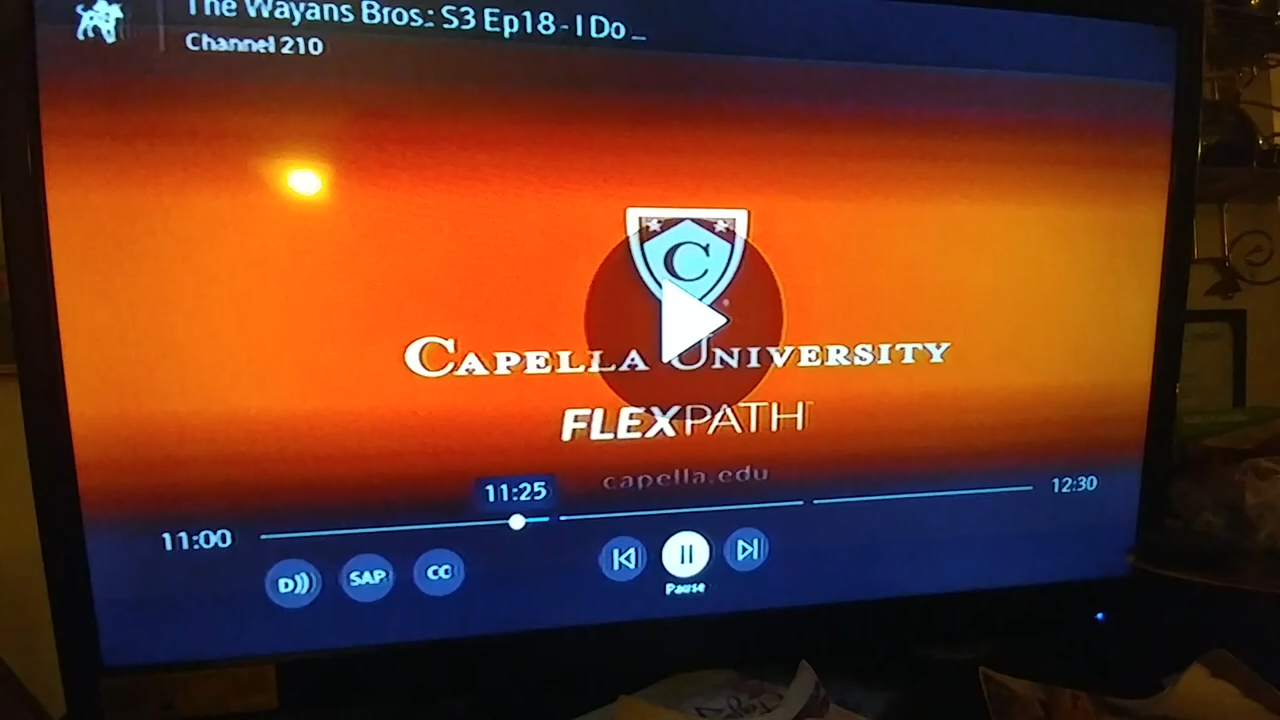 The Wayans Bros.: S3 Ep18 - I Do _
Channel 210
C
CAPELLA UNIVERSITY
FLEXPATH™
capella.edu
11:25
11:00
12:30
D))) SAP CC
Pause